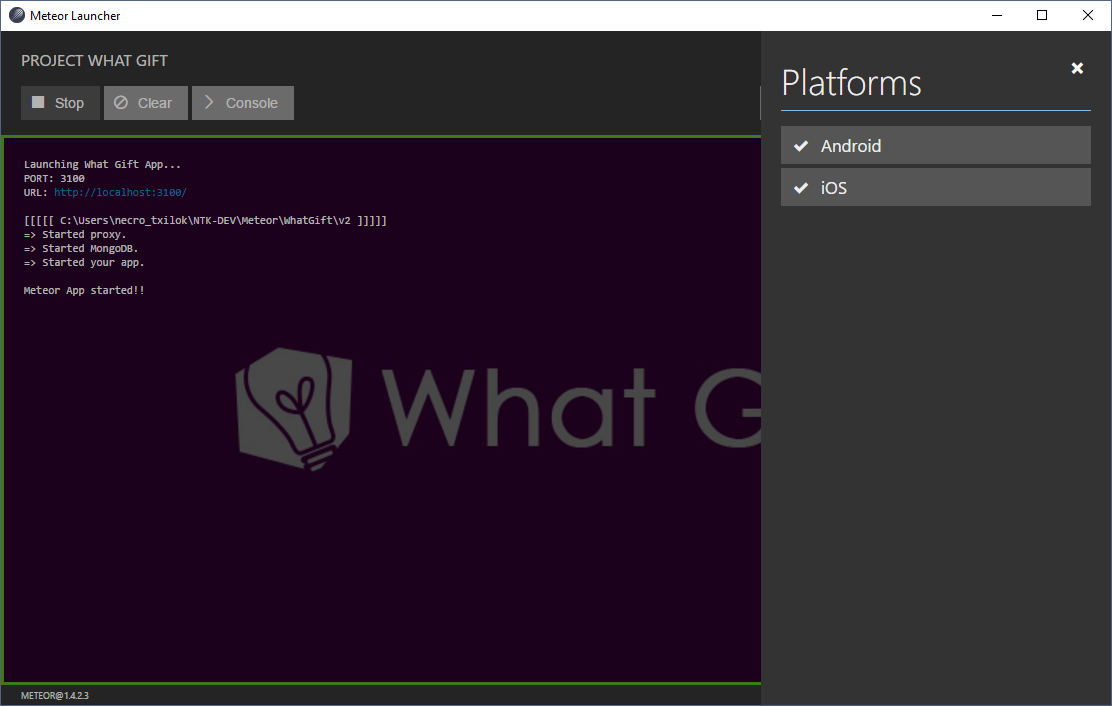 Meteor Launcher
PROJECT WHAT GIFT
Stop
Clear
Console
Launching What Gift App...
PORT: 3100
URL: http://localhost:3100/
[[[[[ C:\Users\necro_txilok\NTK-DEV\Meteor\WhatGift\v2 ]]]]]
=> Started proxy.
=> Started MongoDB.
=> Started your app.
Meteor App started!!
What G
METEOR@1.4.2.3
Platforms
Android
iOS